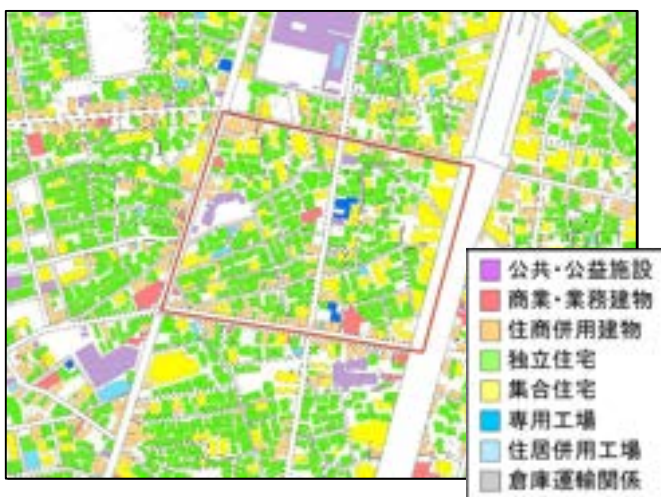 公共・公益施設
商業・業務建物
住商併用建物
独立住宅
集合住宅
専用工場
住居併用工場
倉庫運輸関係